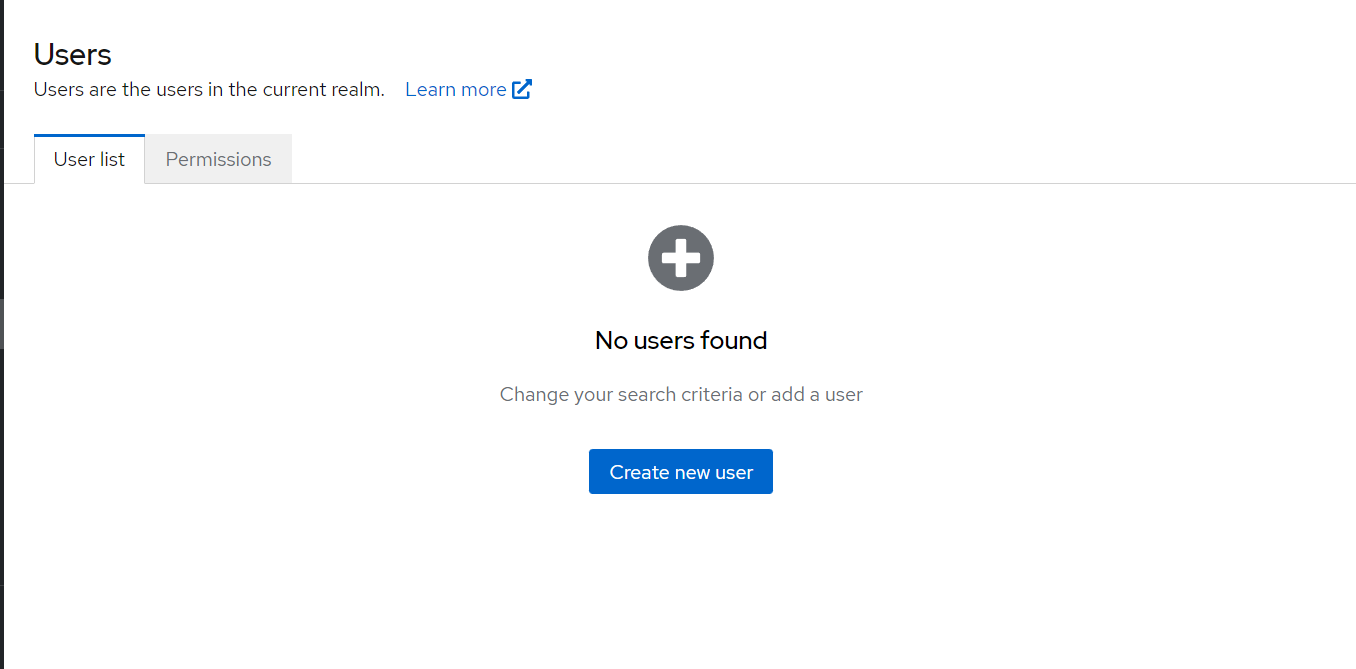 Users
Users are the users in the current realm. Learn more
User list Permissions
No users found
Change your search criteria or add a user
Create new user